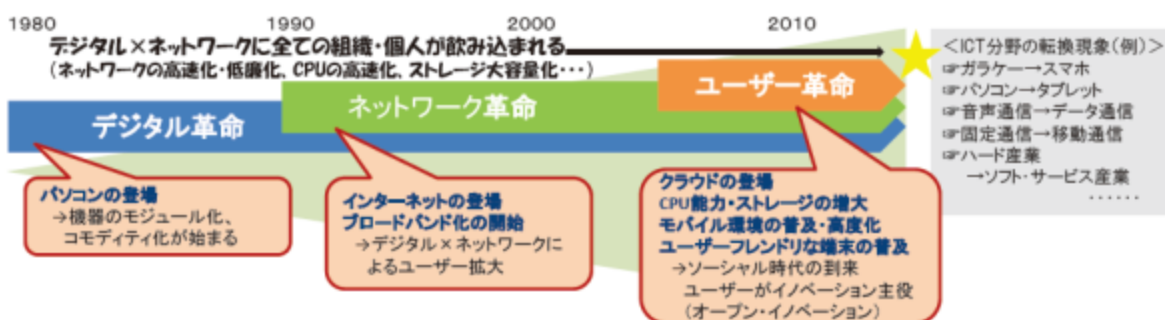 1980 1990 2000 2010
デジタル×ネットワークに全ての組織・個人が飲み込まれる
(ネットワークの高速化・低廉化、CPUの高速化、ストレージ大容量化・・・)
デジタル革命
ネットワーク革命
ユーザー革命
パソコンの登場
→機器のモジュール化、
コモディティ化が始まる
インターネットの登場
ブロードバンド化の開始
→デジタル×ネットワークに
よるユーザー拡大
クラウドの登場
CPU能力・ストレージの増大
モバイル環境の普及・高度化
ユーザーフレンドリな端末の普及
→ソーシャル時代の到来
ユーザーがイノベーション主役
(オープン・イノベーション)
<ICT分野の転換現象(例)>
☞ガラケー→スマホ
☞パソコン→タブレット
☞音声通信→データ通信
☞固定通信→移動通信
☞ハード産業
→ソフト・サービス産業
・・・・・・